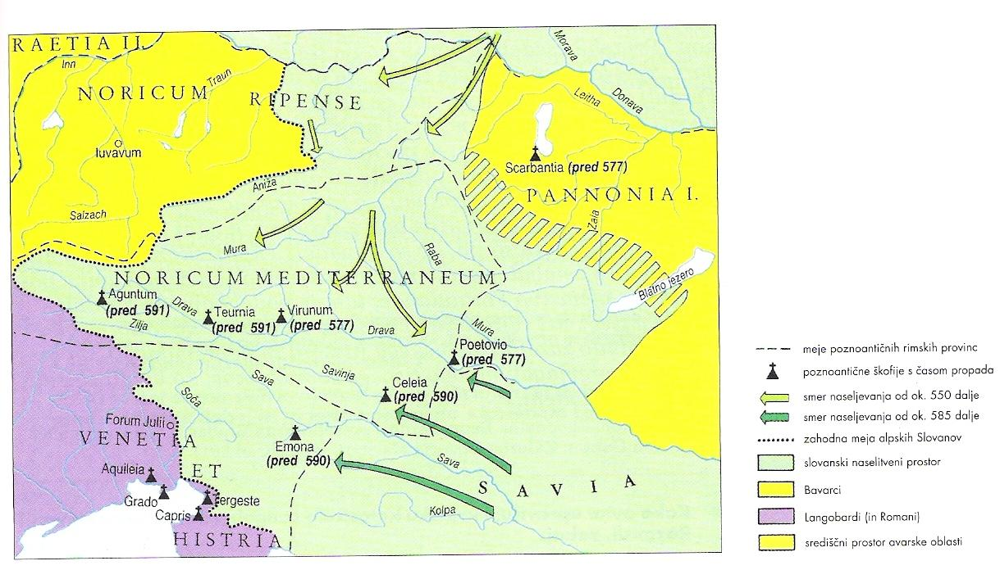 RAETIA II.
Inn
NORICUM
Traun
RIPENSE
Morava
Leitha
Donava
Iuvavum
Scarbantia (pred 577)
Aniža
PANNONIA I.
Salzach
Zala
Mura
Raba
NORICUM MEDITERRANEUM
Blatno jezero
Aguntum
(pred 591)
Drava
Teurnia
(pred 591)
Virunum
(pred 577)
Zilja
Drava
Mura
Poetovio
(pred 577)
Savinja
Sava
Celeia
(pred 590)
Soča
Forum Julii
VENETIA
Emona
(pred 590)
Sava
Aquileia
ET
SAVIA
Grado
Tergeste
Capris
Kolpa
HISTRIA
meje poznoantičnih rimskih provinc
poznoantične škofije s časom propada
smer naseljevanja od ok. 550 dalje
smer naseljevanja od ok. 585 dalje
zahodna meja alpskih Slovanov
slovanski naselitveni prostor
Bavarci
Langobardi (in Romani)
središčni prostor avarske oblasti